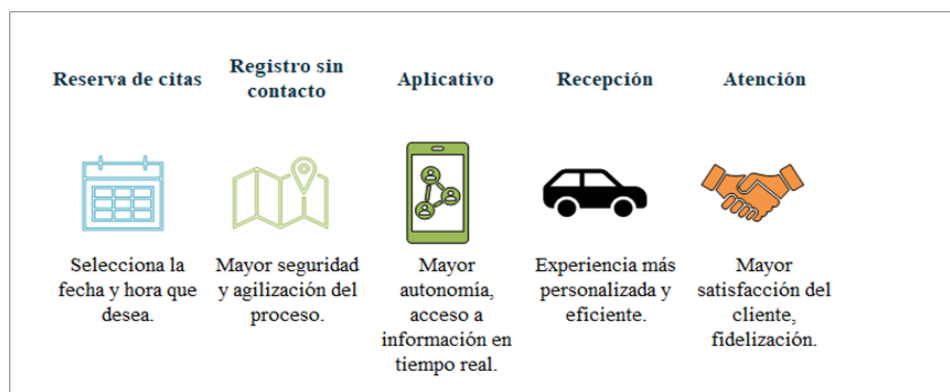 Reserva de citas
Registro sin
contacto
Aplicativo
Recepción
Atención
Selecciona la
fecha y hora que
desea.
Mayor seguridad
y agilización del
proceso.
Mayor
autonomía,
acceso a
información en
tiempo real.
Experiencia más
personalizada y
eficiente.
Mayor
satisfacción del
cliente,
fidelización.